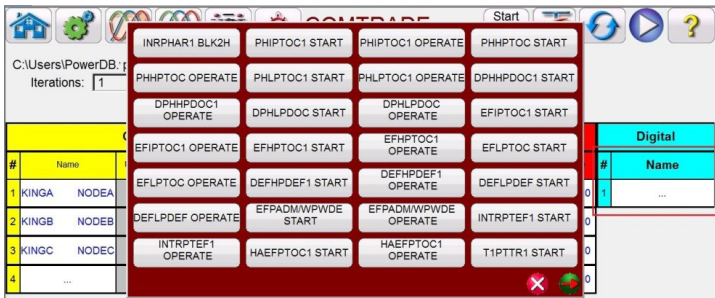 COMTRADE
Start
C:\Users\PowerDB.
Iterations: 1
INRPHAR1 BLK2H
PHIPTOC1 START
PHIPTOC1 OPERATE
PHHPTOC START
PHHPTOC OPERATE
PHLPTOC1 START
PHLPTOC1 OPERATE
DPHHPDOC1 START
DPHHPDOC1
OPERATE
DPHLPDOC START
DPHLPDOC
OPERATE
EFIPTOC1 START
EFIPTOC1 OPERATE
EFHPTOC1 START
EFHPTOC1
OPERATE
EFLPTOC START
EFLPTOC OPERATE
DEFHPDEF1 START
DEFHPDEF1
OPERATE
DEFLPDEF START
DEFLPDEF OPERATE
EFPADM/WPWDE
START
EFPADM/WPWDE
OPERATE
INTRPTEF1 START
INTRPTEF1
OPERATE
HAEFPTOC1 START
HAEFPTOC1
OPERATE
T1PTTR1 START
# Name
1 KINGA NODEA
2 KINGB NODEB
3 KINGC NODEC
4 ...
0
0
0
0
Digital
# Name
1 ...
?